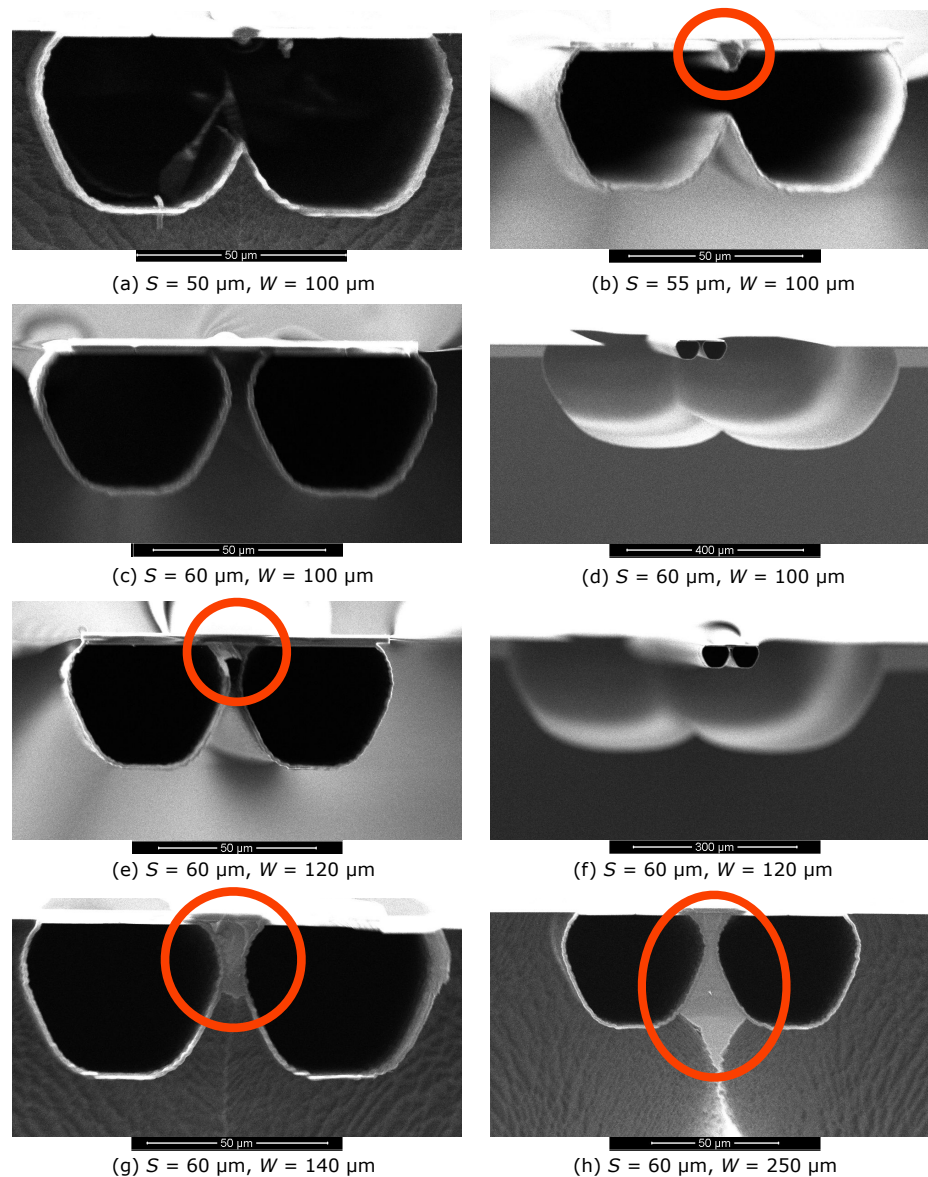 50 µm
50 µm
(a) S = 50 µm, W = 100 µm
(b) S = 55 µm, W = 100 µm
50 µm
400 µm
(c) S = 60 µm, W = 100 µm
(d) S = 60 µm, W = 100 µm
50 µm
300 µm
(e) S = 60 µm, W = 120 µm
(f) S = 60 µm, W = 120 µm
50 µm
50 µm
(g) S = 60 µm, W = 140 µm
(h) S = 60 µm, W = 250 µm